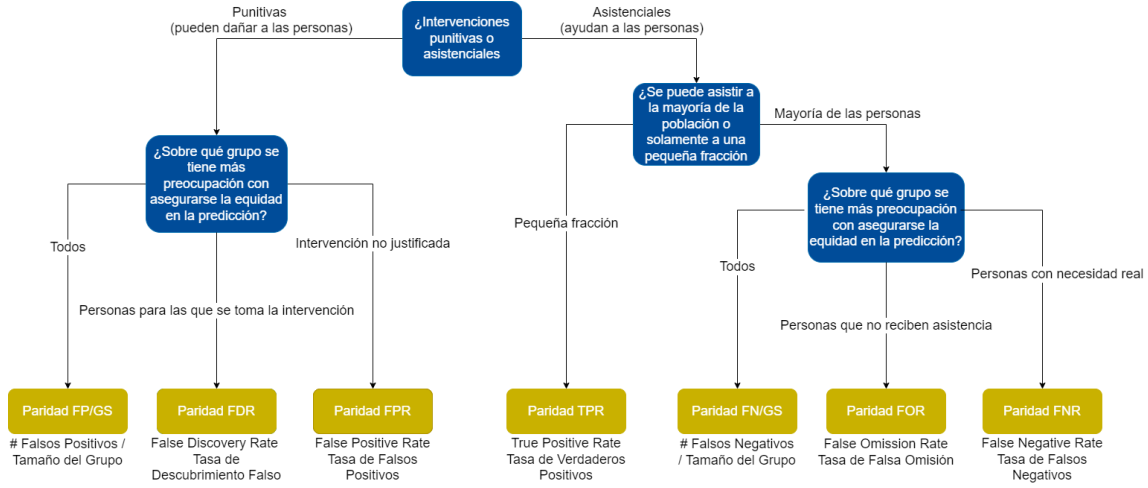 Punitivas
(pueden dañar a las personas)
¿Intervenciones
punitivas o
asistenciales
Asistenciales
(ayudan a las personas)
¿Se puede asistir a
la mayoría de la
población o
solamente a una
pequeña fracción
Mayoría de las personas
¿Sobre qué grupo se
tiene más
preocupación con
asegurarse la equidad
en la predicción?
¿Sobre qué grupo se
tiene más preocupación
con asegurarse la
equidad en la predicción?
Todos
Intervención no justificada
Pequeña fracción
Todos
Personas con necesidad real
Personas para las que se toma la intervención
Personas que no reciben asistencia
Paridad FP/GS
# Falsos Positivos /
Tamaño del Grupo
Paridad FDR
False Discovery Rate
Tasa de
Descubrimiento Falso
Paridad FPR
False Positive Rate
Tasa de Falsos
Positivos
Paridad TPR
True Positive Rate
Tasa de Verdaderos
Positivos
Paridad FN/GS
# Falsos Negativos
/ Tamaño del Grupo
Paridad FOR
False Omission Rate
Tasa de Falsa Omisión
Paridad FNR
False Negative Rate
Tasa de Falsos
Negativos